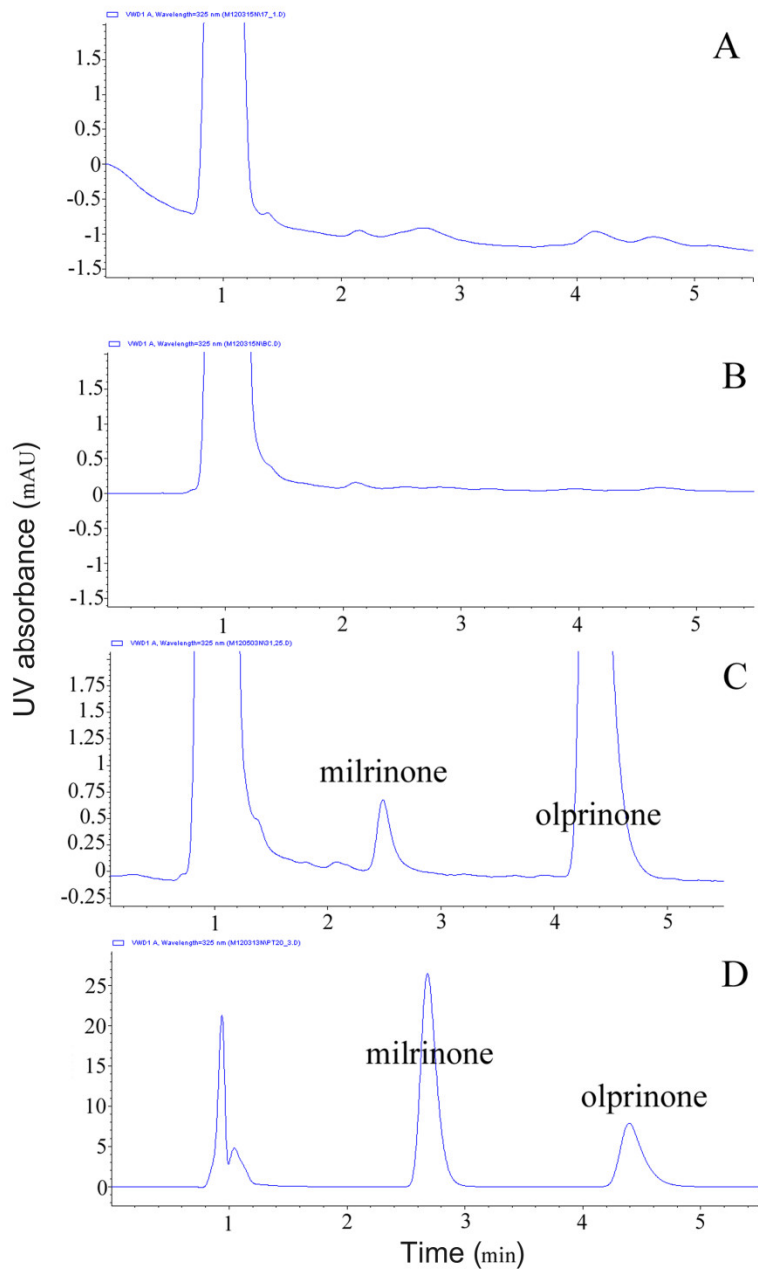 VWD1 A, Wavelength=325 nm (M120315N\17_1.D)
A
1
0.5
0
-0.5
-1
-1.5
1 2 3 4 5
VWD1 A, Wavelength=325 nm (M120315N\BC.D)
B
1.5
1
0.5
0
-0.5
-1
-1.5
1 2 3 4 5
UV absorbance (mAU)
VWD1 A, Wavelength=325 nm (M120503N\31,25.D)
C
1.75
1.5
1.25
1
0.75
0.5
0.25
0
-0.25
milrinone
olprinone
1 2 3 4 5
VWD1 A, Wavelength=325 nm (M120313N\PT20_3.D)
D
25
20
15
10
5
0
milrinone
olprinone
1 2 3 4 5
Time (min)